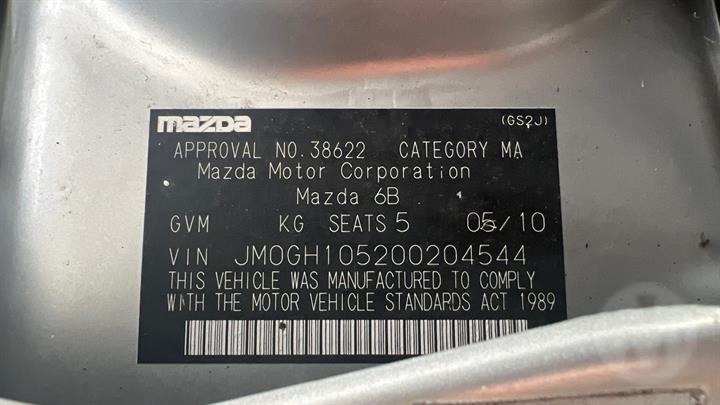 mazda (GS2J)
APPROVAL NO. 38622 CATEGORY MA
Mazda Motor Corporation
Mazda 6B
GVM KG SEATS 5 05/10
VIN JM0GH105200204544
THIS VEHICLE WAS MANUFACTURED TO COMPLY
WITH THE MOTOR VEHICLE STANDARDS ACT 1989